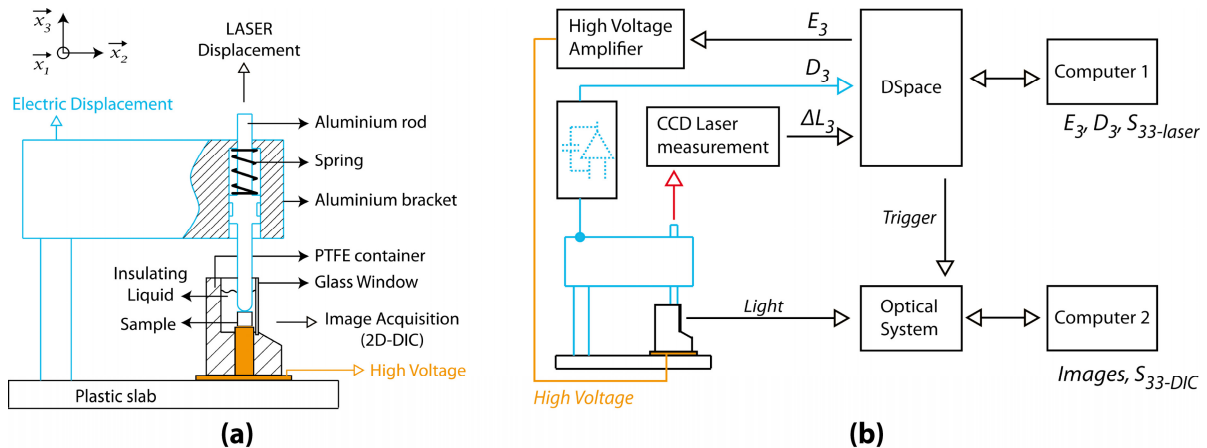 x₃
x₁
x₂
LASER
Displacement
Electric Displacement
Aluminium rod
Spring
Aluminium bracket
PTFE container
Glass Window
Insulating
Liquid
Sample
Image Acquisition
(2D-DIC)
High Voltage
Plastic slab
(a)
b)
High Voltage
Amplifier
E₃
D₃
DSpace
Computer 1
E₃, D₃, S₃₃₋laser
CCD Laser
measurement
ΔL₃
Trigger
Light
Optical
System
Computer 2
Images, S₃₃₋DIC
High Voltage
(b)